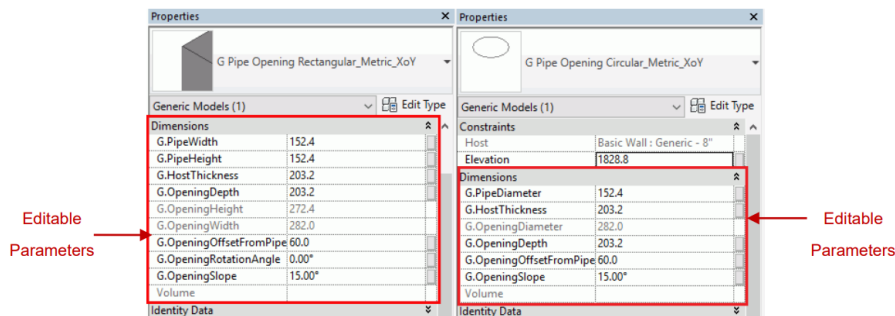 Properties
G Pipe Opening Rectangular_Metric_XoY
Generic Models (1)
Edit Type
Dimensions
G.PipeWidth 152.4
G.PipeHeight 152.4
G.HostThickness 203.2
G.OpeningDepth 203.2
G.OpeningHeight 272.4
G.OpeningWidth 282.0
G.OpeningOffsetFromPipe 60.0
G.OpeningRotationAngle 0.00°
G.OpeningSlope 15.00°
Volume
Identity Data
Editable
Parameters
Properties
G Pipe Opening Circular_Metric_XoY
Generic Models (1)
Edit Type
Constraints
Host Basic Wall : Generic - 8"
Elevation 1828.8
Dimensions
G.PipeDiameter 152.4
G.HostThickness 203.2
G.OpeningDiameter 282.0
G.OpeningDepth 203.2
G.OpeningOffsetFromPipe 60.0
G.OpeningSlope 15.00°
Volume
Identity Data
Editable
Parameters